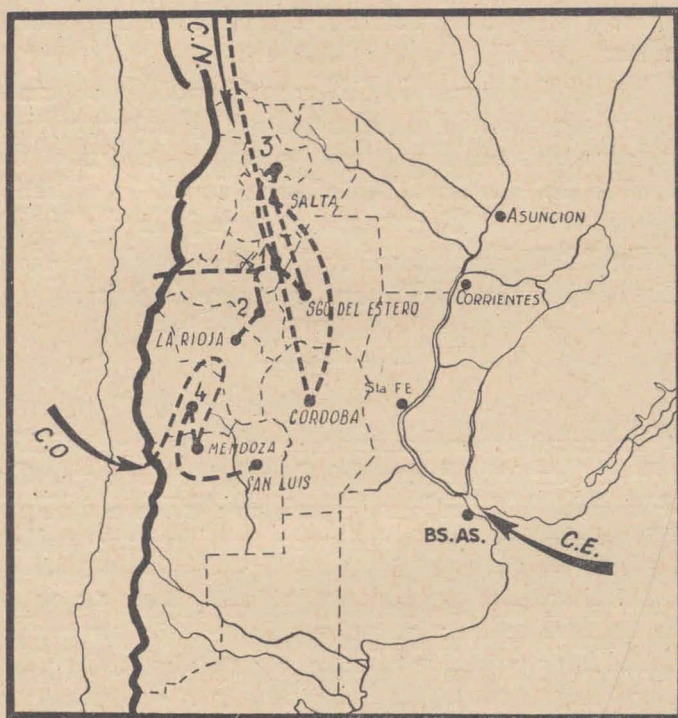 C.N.
3
SALTA
ASUNCION
1
2
SGO DEL ESTERO
CORRIENTES
LA RIOJA
4
CORDOBA
Sta FE
C.O
MENDOZA
SAN LUIS
BS.AS.
C.E.